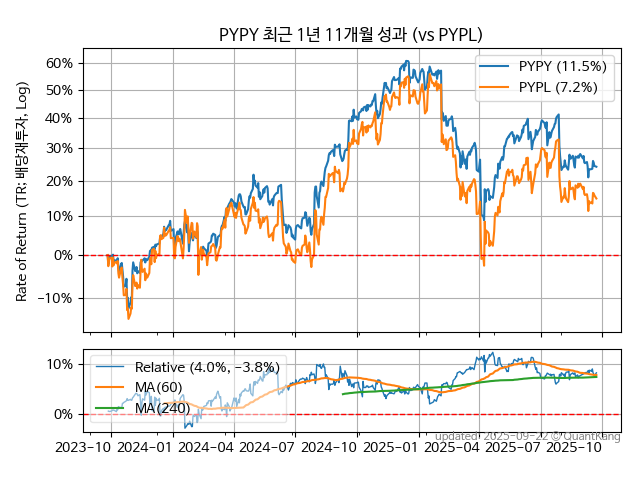 PYPY 최근 1년 11개월 성과 (vs PYPL)
Rate of Return (TR: 배당재투자, Log)
60%
50%
40%
30%
20%
10%
0%
−10%
PYPY (11.5%)
PYPL (7.2%)
10%
0%
Relative (4.0%, −3.8%)
MA(60)
MA(240)
2023-10 2024-01 2024-04 2024-07 2024-10 2025-01 2025-04 2025-07 2025-10
updated: 2025-09-22 © QuantKang